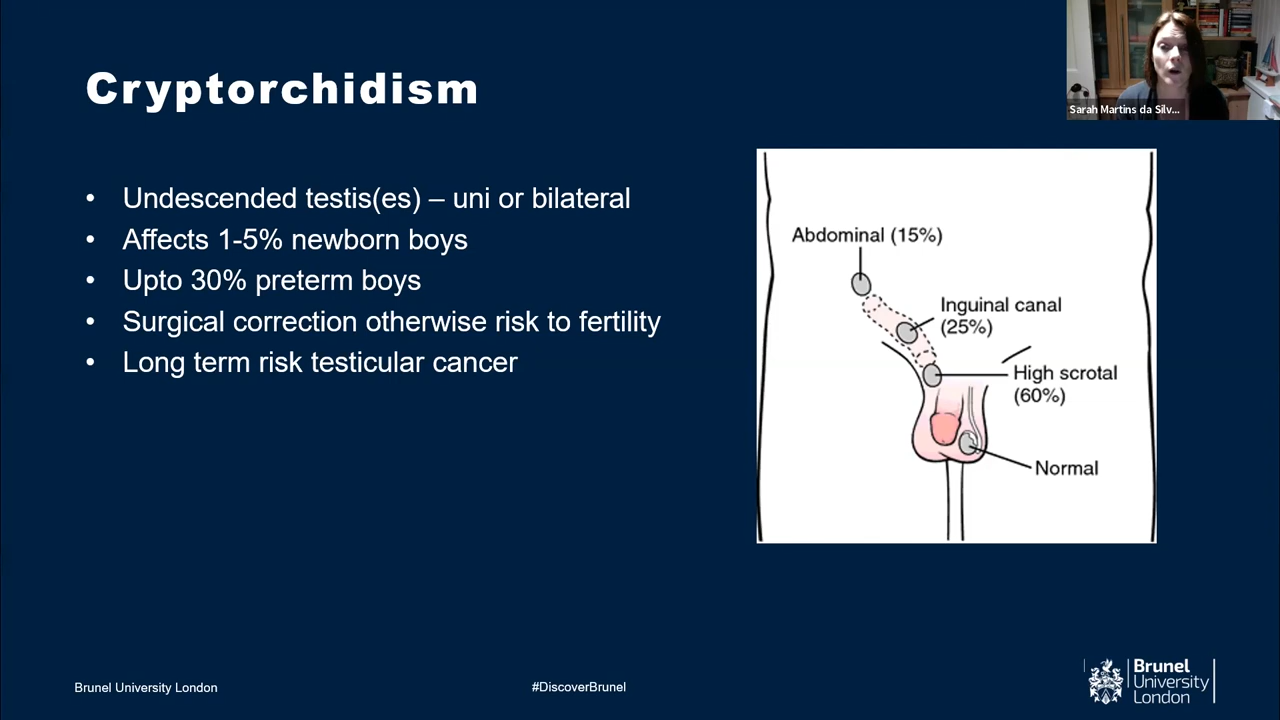 Cryptorchidism
Sarah Martins da Silv...
• Undescended testis(es) – uni or bilateral
• Affects 1-5% newborn boys
• Upto 30% preterm boys
• Surgical correction otherwise risk to fertility
• Long term risk testicular cancer
Abdominal (15%)
Inguinal canal
(25%)
High scrotal
(60%)
Normal
Brunel University London
#DiscoverBrunel
Brunel
University
London